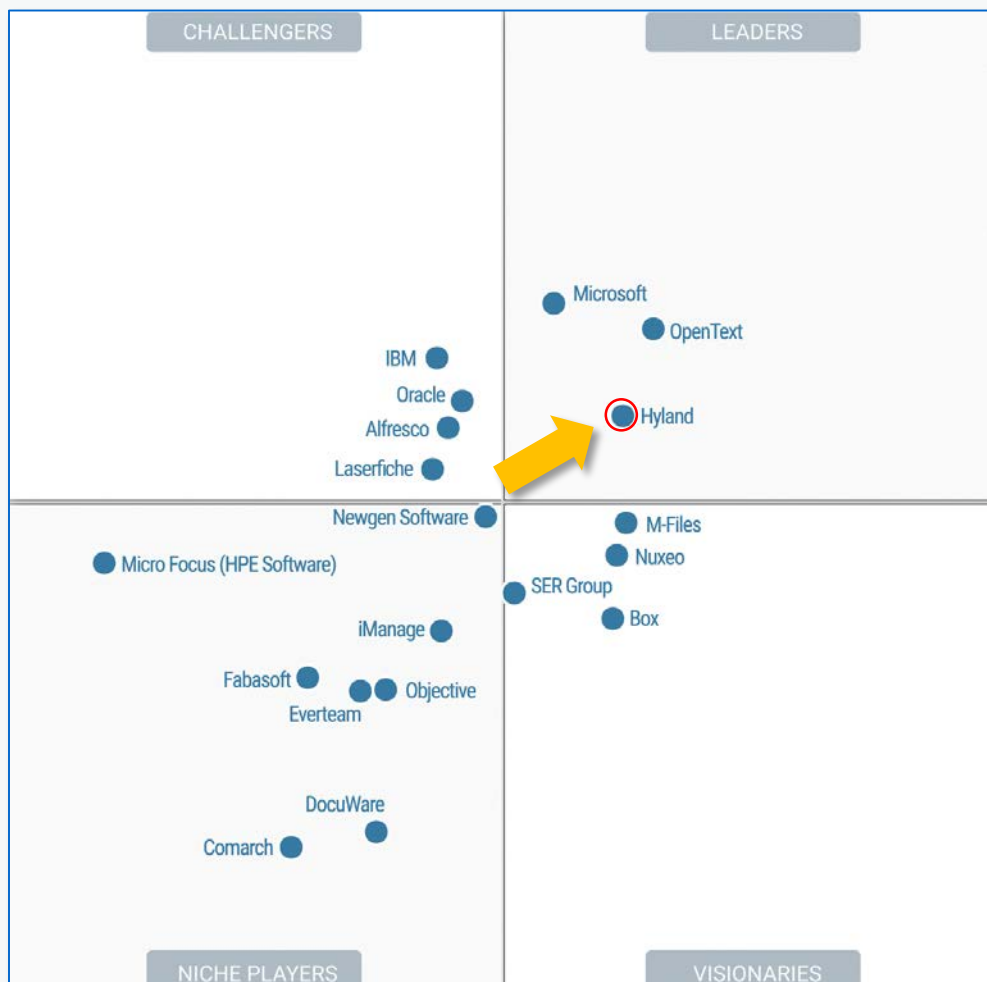 CHALLENGERS
LEADERS
Microsoft
OpenText
IBM
Oracle
Hyland
Alfresco
Laserfiche
Newgen Software
M-Files
Micro Focus (HPE Software)
Nuxeo
SER Group
Box
iManage
Fabasoft
Objective
Everteam
DocuWare
Comarch
NICHE PLAYERS
VISIONARIES